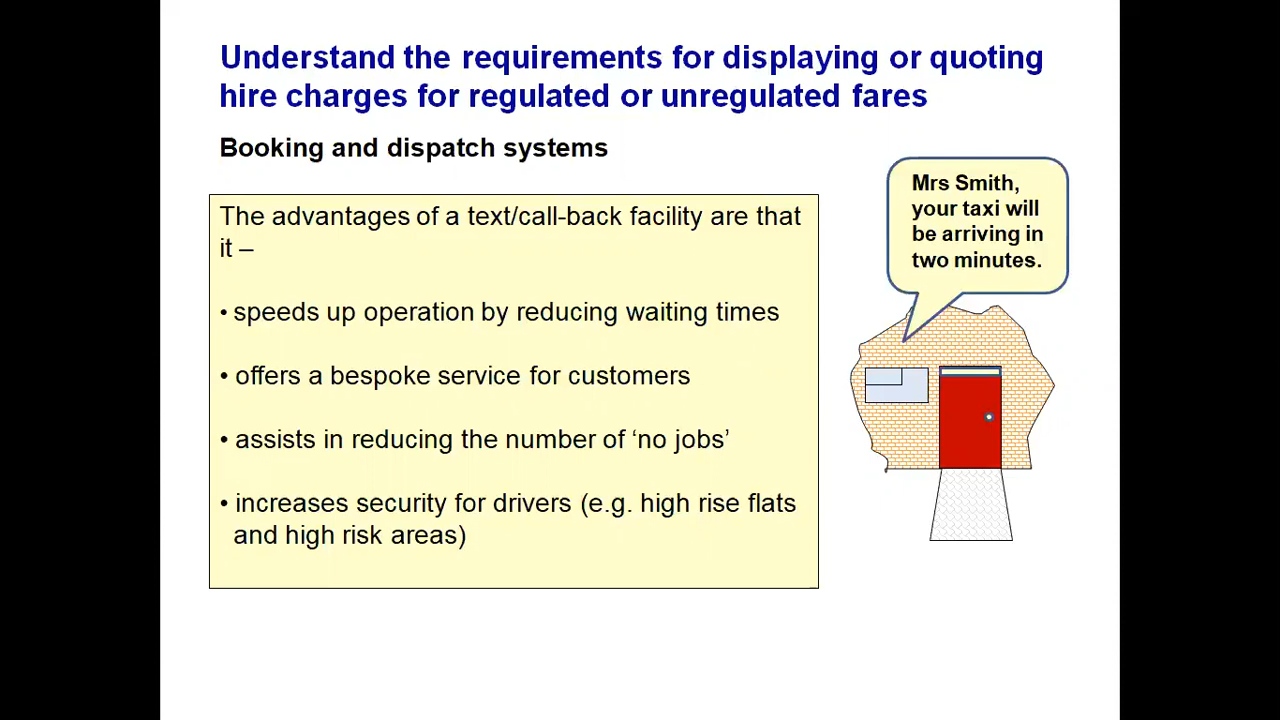 Understand the requirements for displaying or quoting
hire charges for regulated or unregulated fares
Booking and dispatch systems
The advantages of a text/call-back facility are that
it –
• speeds up operation by reducing waiting times
• offers a bespoke service for customers
• assists in reducing the number of ‘no jobs’
• increases security for drivers (e.g. high rise flats
and high risk areas)
Mrs Smith,
your taxi will
be arriving in
two minutes.